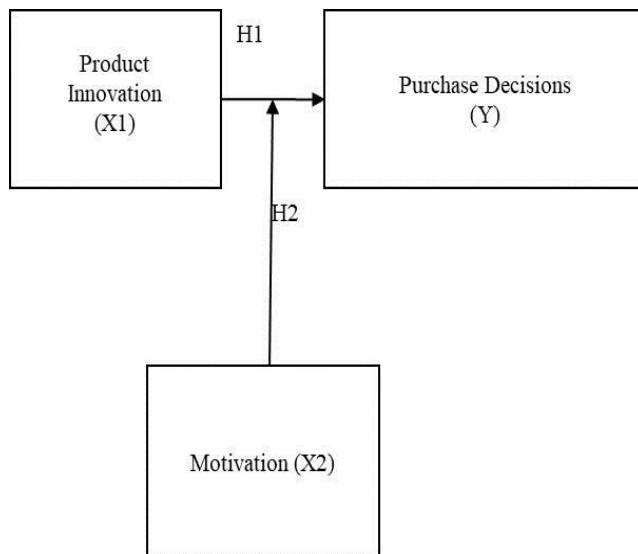 H1
Product
Innovation
(X1)
Purchase Decisions
(Y)
H2
Motivation (X2)